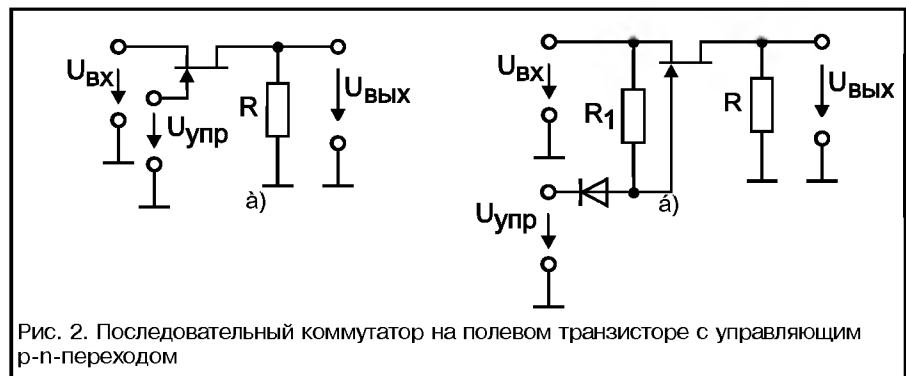 Uвх
Uупр
R
Uвых
à)
Uвх
R1
Uупр
R
Uвых
á)
Рис. 2. Последовательный коммутатор на полевом транзисторе с управляющим
p-n-переходом